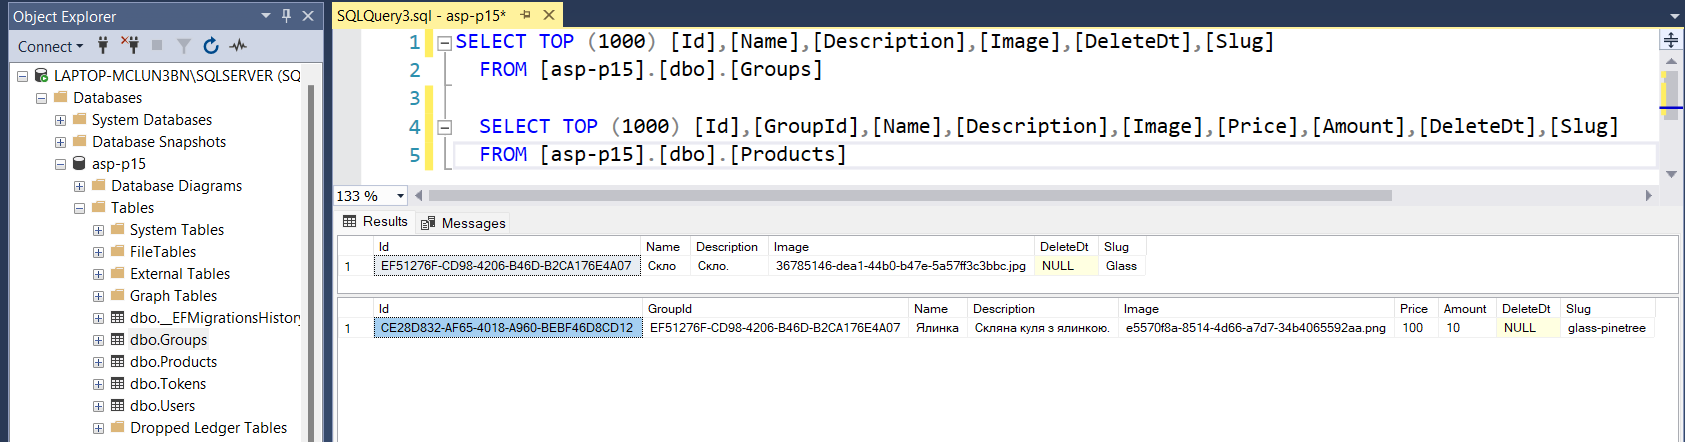 Object Explorer
Connect
LAPTOP-MCLUN3BN\SQLSERVER (SQ
Databases
System Databases
Database Snapshots
asp-p15
Database Diagrams
Tables
System Tables
FileTables
External Tables
Graph Tables
dbo.__EFMigrationsHistory
dbo.Groups
dbo.Products
dbo.Tokens
dbo.Users
Dropped Ledger Tables
SQLQuery3.sql - asp-p15*
1 SELECT TOP (1000) [Id],[Name],[Description],[Image],[DeleteDt],[Slug]
2 FROM [asp-p15].[dbo].[Groups]
3
4 SELECT TOP (1000) [Id],[GroupId],[Name],[Description],[Image],[Price],[Amount],[DeleteDt],[Slug]
5 FROM [asp-p15].[dbo].[Products]
133 %
Results Messages
Id Name Description Image DeleteDt Slug
1 EF51276F-CD98-4206-B46D-B2CA176E4A07 Скло Скло. 36785146-dea1-44b0-b47e-5a57ff3c3bbc.jpg NULL Glass
Id GroupId Name Description Image Price Amount DeleteDt Slug
1 CE28D832-AF65-4018-A960-BEBF46D8CD12 EF51276F-CD98-4206-B46D-B2CA176E4A07 Ялинка Скляна куля з ялинкою. e5570f8a-8514-4d66-a7d7-34b4065592aa.png 100 10 NULL glass-pinetree